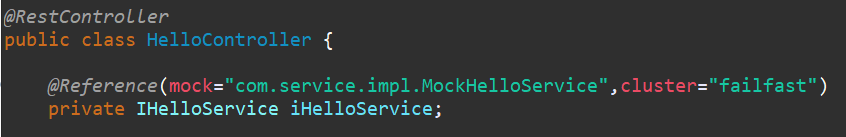 @RestController
public class HelloController {
@Reference(mock="com.service.impl.MockHelloService",cluster="failfast")
private IHelloService iHelloService;